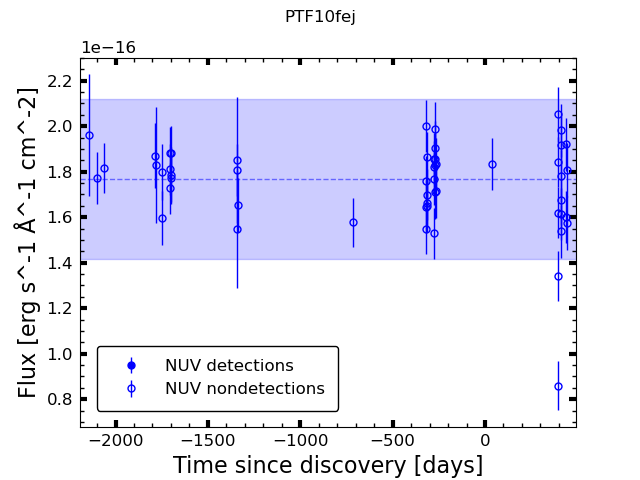 PTF10fej
1e−16
2.2
2.0
1.8
1.6
1.4
1.2
1.0
0.8
Flux [erg s^-1 Å^-1 cm^-2]
NUV detections
NUV nondetections
−2000 −1500 −1000 −500 0
Time since discovery [days]